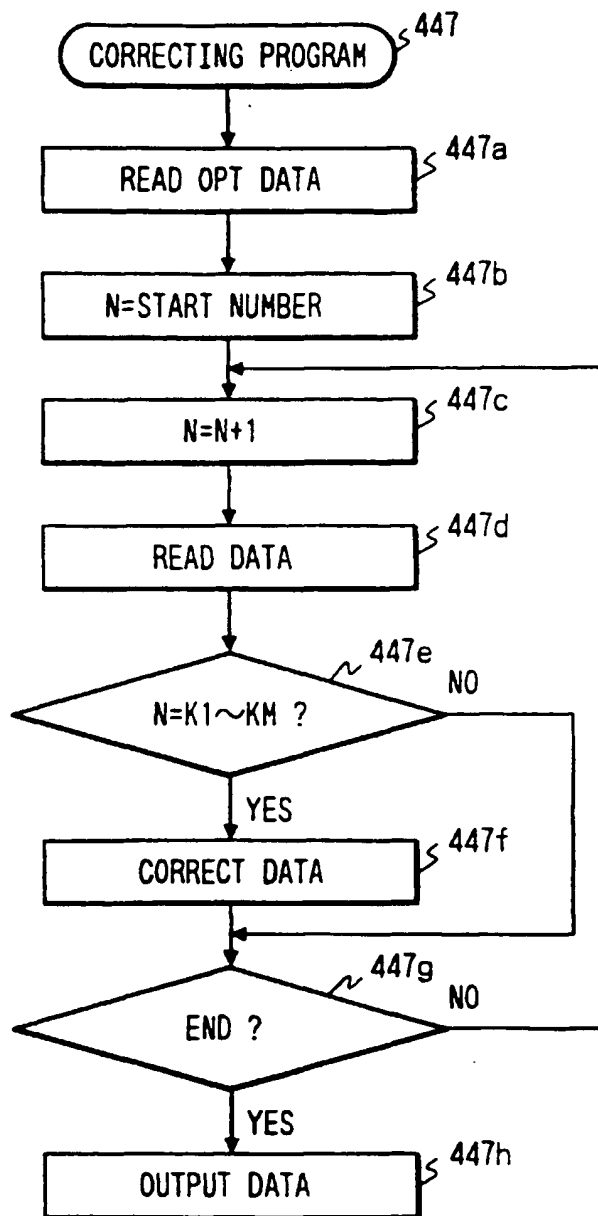 447
CORRECTING PROGRAM
447a
READ OPT DATA
447b
N=START NUMBER
447c
N=N+1
447d
READ DATA
447e
N=K1~KM ?
NO
YES
447f
CORRECT DATA
447g
END ?
NO
YES
447h
OUTPUT DATA